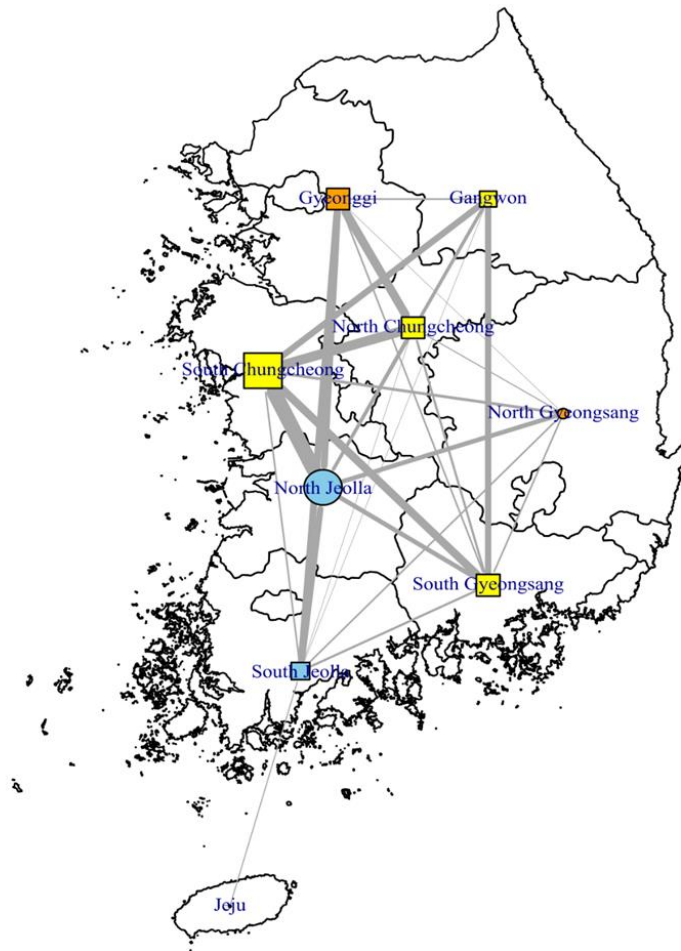 Gyeonggi
Gangwon
North Chungcheong
South Chungcheong
North Gyeongsang
North Jeolla
South Gyeongsang
South Jeolla
Jeju